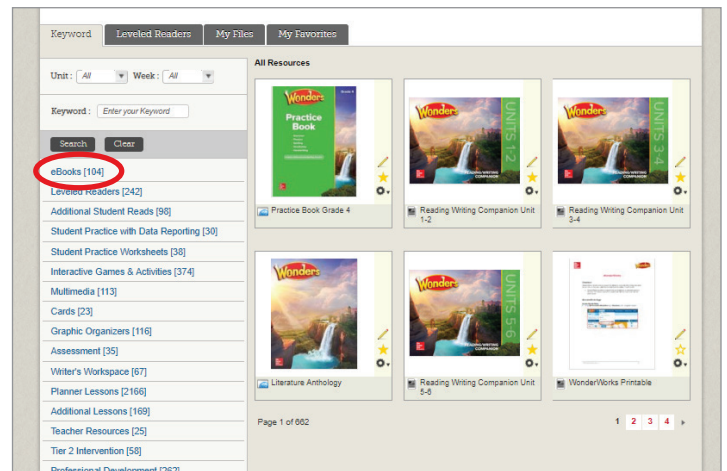 Keyword
Leveled Readers
My Files
My Favorites
Unit : All Week : All
Keyword : Enter your Keyword
Search Clear
eBooks [104]
Leveled Readers [242]
Additional Student Reads [98]
Student Practice with Data Reporting [30]
Student Practice Worksheets [38]
Interactive Games & Activities [374]
Multimedia [113]
Cards [23]
Graphic Organizers [116]
Assessment [35]
Writer's Workspace [67]
Planner Lessons [2166]
Additional Lessons [169]
Teacher Resources [25]
Tier 2 Intervention [58]
Professional Development [262]
All Resources
Wonders
Practice
Book
Practice Book Grade 4
Wonders
UNITS 1-2
Reading Writing Companion Unit
1-2
Wonders
UNITS 3-4
Reading Writing Companion Unit
3-4
Wonders
Literature Anthology
Wonders
UNITS 5-6
Reading Writing Companion Unit
5-6
Wonders
WonderWorks Printable
Page 1 of 662
1 2 3 4